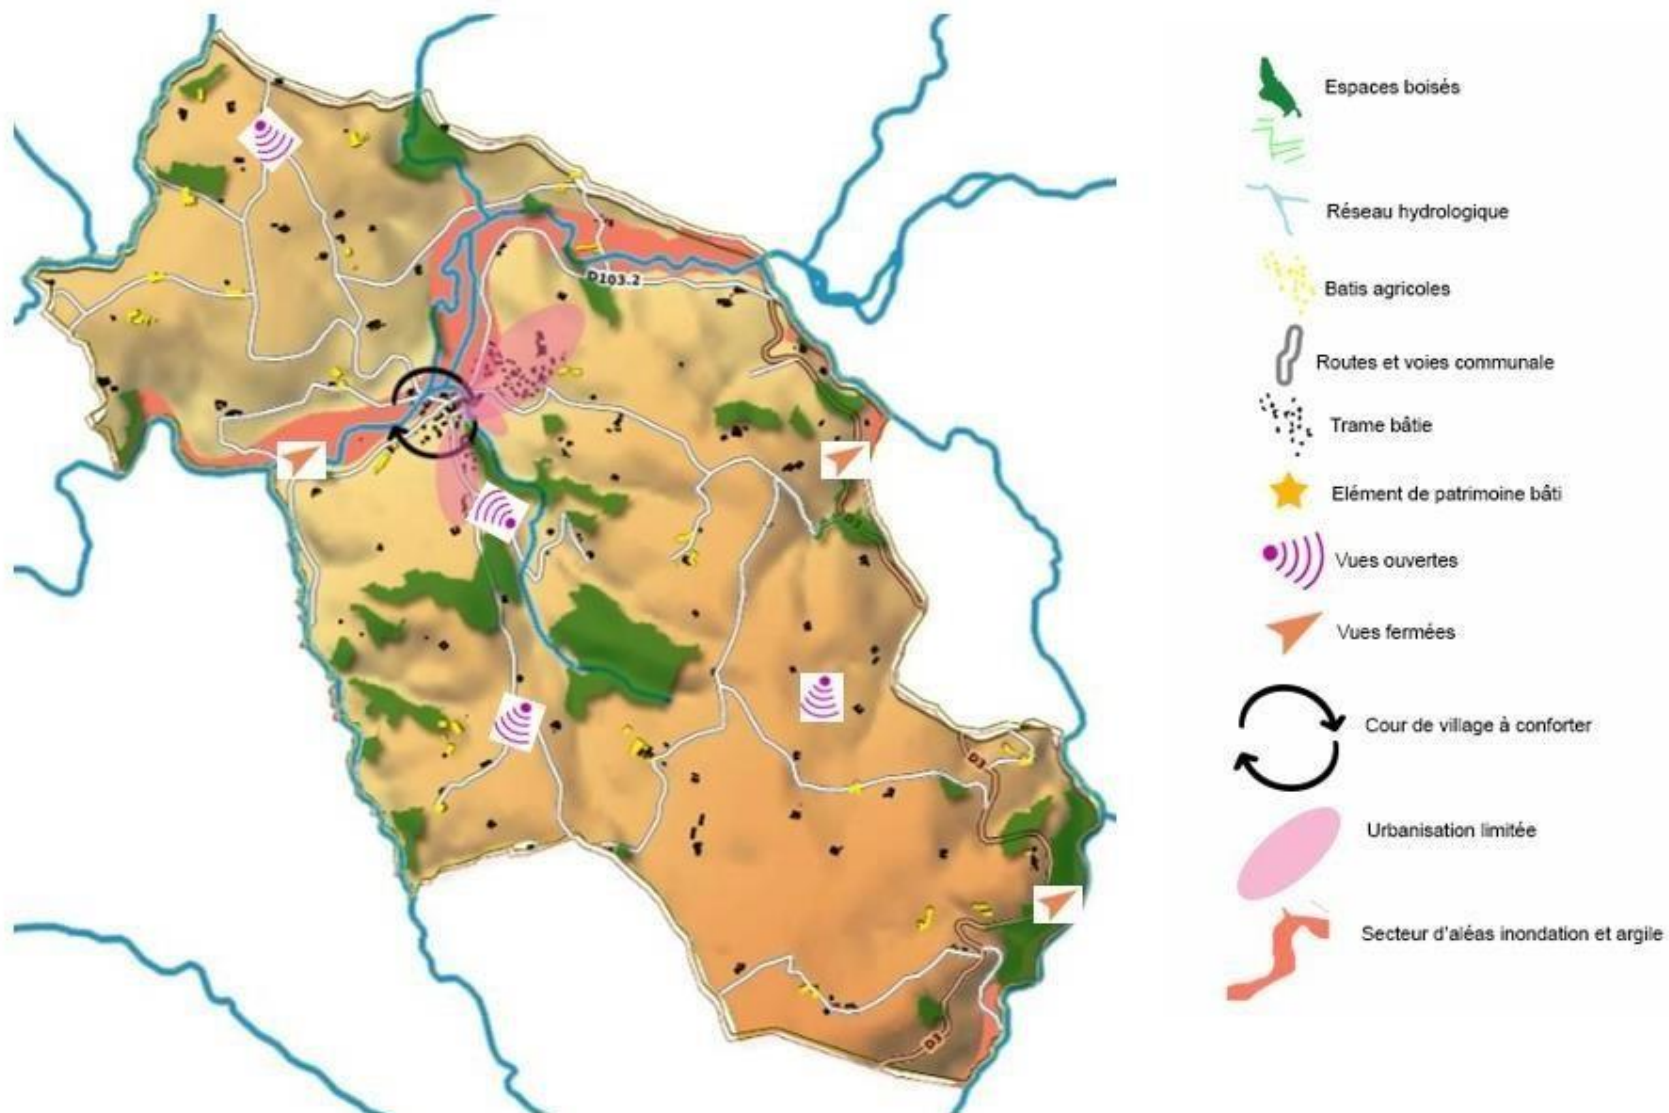 D103.2
D3
D3
Espaces boisés
Réseau hydrologique
Batis agricoles
Routes et voies communale
Trame bâtie
Elément de patrimoine bâti
Vues ouvertes
Vues fermées
Cour de village à conforter
Urbanisation limitée
Secteur d'aléas inondation et argile